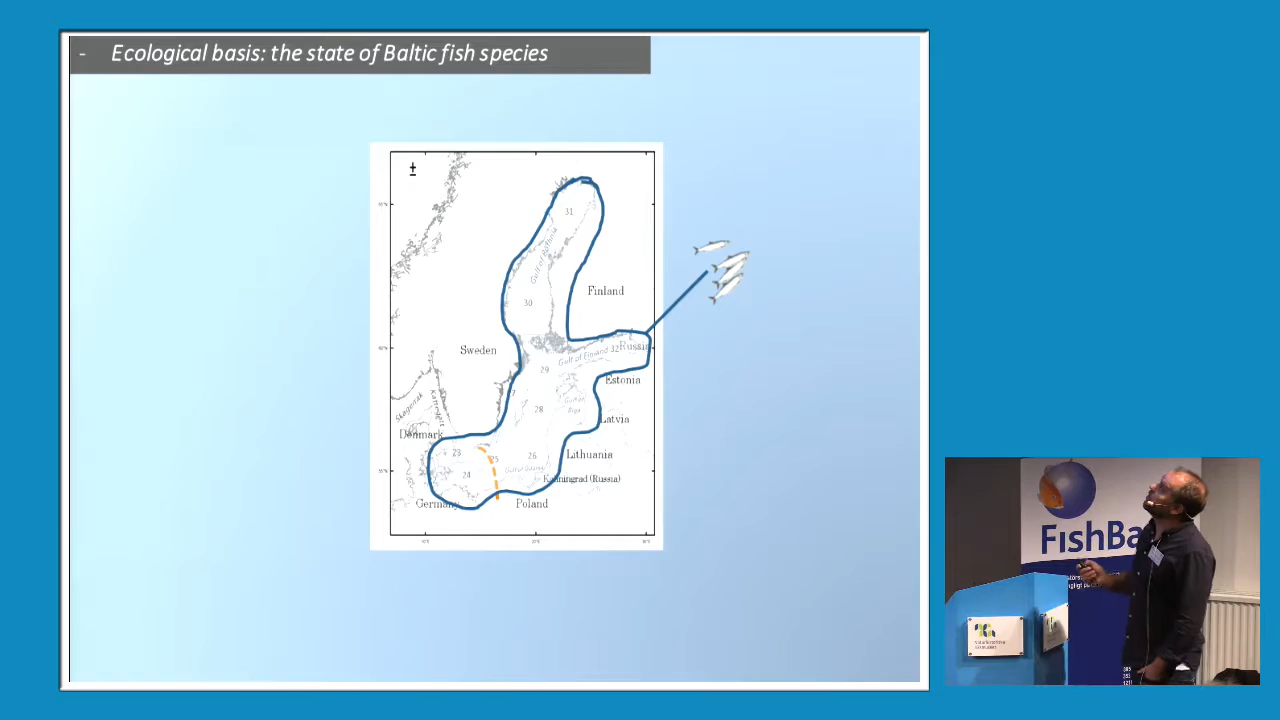 - Ecological basis: the state of Baltic fish species
±
31
Gulf of Bothnia
Finland
30
Sweden
Gulf of Finland 32
Russia
29
Estonia
28
Gulf of Riga
Skagerrak
Kattegat
Latvia
Denmark
23
25
26
Lithuania
24
Gulf of Gdansk
Kaliningrad (Russia)
Germany
Poland
FishBa